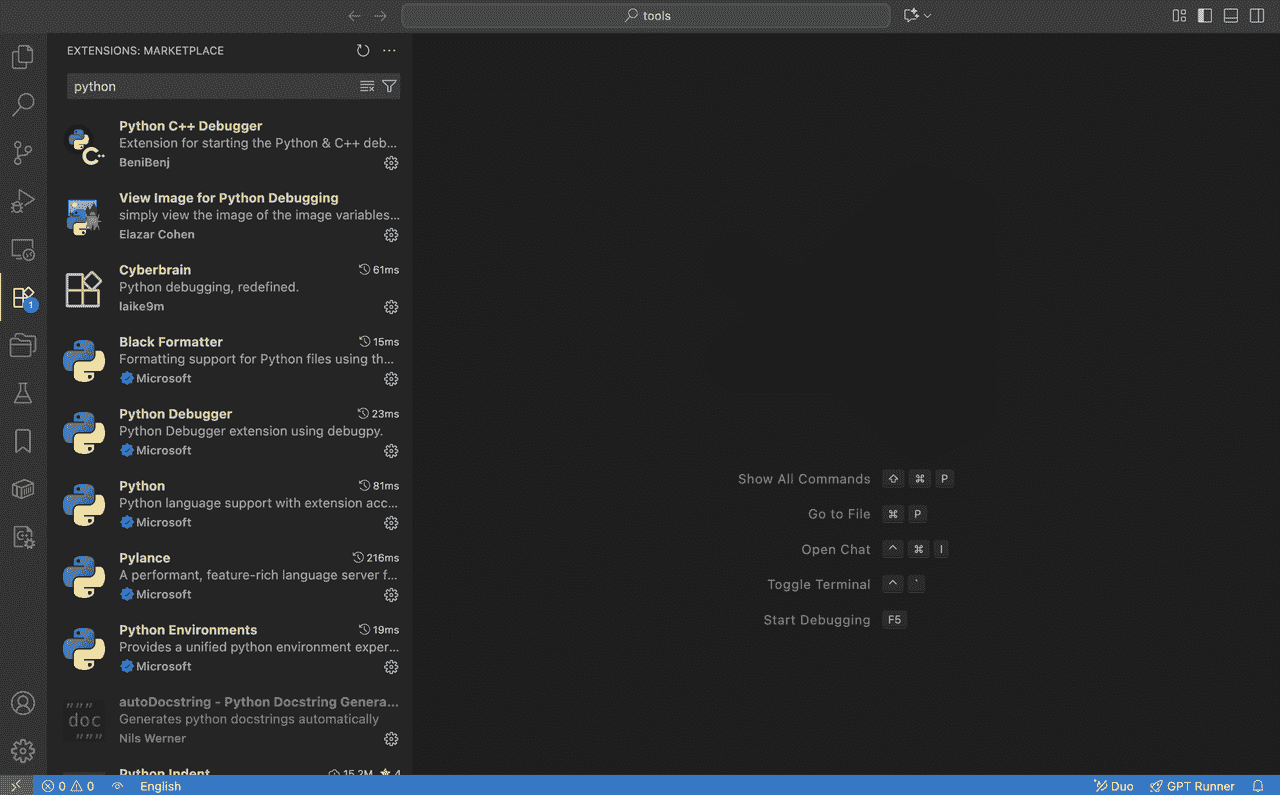 tools
EXTENSIONS: MARKETPLACE
python
Python C++ Debugger
Extension for starting the Python & C++ deb...
BeniBenj
View Image for Python Debugging
simply view the image of the image variables...
Elazar Cohen
Cyberbrain 61ms
Python debugging, redefined.
laike9m
Black Formatter 15ms
Formatting support for Python files using th...
Microsoft
Python Debugger 23ms
Python Debugger extension using debugpy.
Microsoft
Python 81ms
Python language support with extension acc...
Microsoft
Pylance 216ms
A performant, feature-rich language server f...
Microsoft
Python Environments 19ms
Provides a unified python environment exper...
Microsoft
autoDocstring - Python Docstring Genera...
Generates python docstrings automatically
Nils Werner
Python Indent 15.2M 4
""" doc """
C++
1
Show All Commands ⇧ ⌘ P
Go to File ⌘ P
Open Chat ^ ⌘ I
Toggle Terminal ^ `
Start Debugging F5
0 0 English Duo GPT Runner